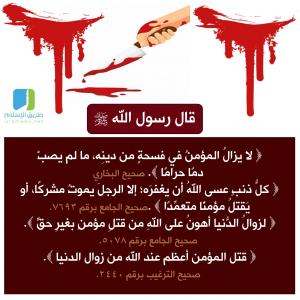 طريق الإسلام
قال رسول الله ﷺ
﴿ لا يزالُ المؤمنُ في فسحةٍ من دينِه، ما لم يصبْ
دمًا حرامًا ﴾. صحيح البخاري
﴿ كلُّ ذنبٍ عسى اللهُ أن يغفرَه؛ إلا الرجلُ يموتُ مشركًا، أو
يَقتلُ مؤمنًا متعمِّدًا ﴾ .صحيح الجامع برقم ٧٦٩٣.
﴿ لزوالُ الدُّنيا أهونُ على اللهِ من قتلِ مؤمنٍ بغيرِ حقٍّ ﴾.
صحيح الجامع برقم ٥٠٧٨.
﴿ قتل المؤمن أعظم عند الله من زوال الدنيا ﴾.
صحيح الترغيب برقم ٢٤٤٠.